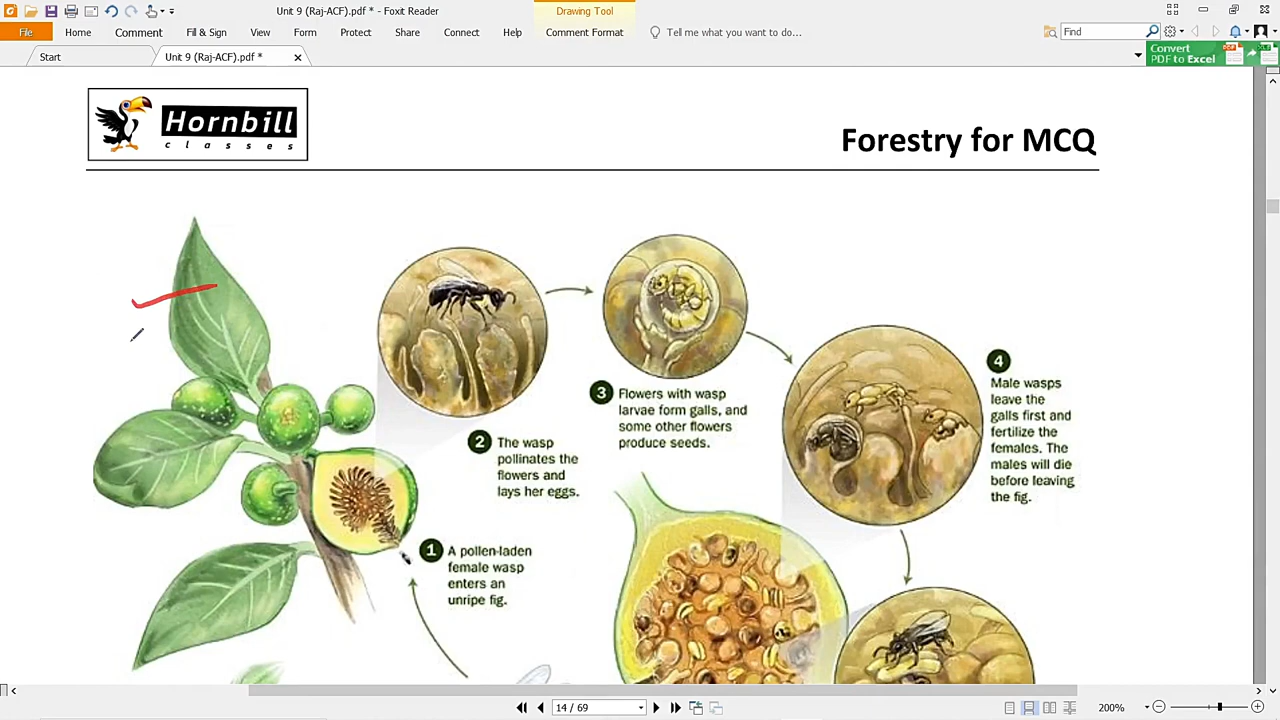 Unit 9 (Raj-ACF).pdf * - Foxit Reader
Drawing Tool
File
Home
Comment
Fill & Sign
View
Form
Protect
Share
Connect
Help
Comment Format
Tell me what you want to do...
Find
Start
Unit 9 (Raj-ACF).pdf *
Convert
PDF to Excel
Hornbill
classes
Forestry for MCQ
4
Male wasps
leave the
galls first and
fertilize the
females. The
males will die
before leaving
the fig.
3 Flowers with wasp
larvae form galls, and
some other flowers
produce seeds.
2 The wasp
pollinates the
flowers and
lays her eggs.
1 A pollen-laden
female wasp
enters an
unripe fig.
14 / 69
200%